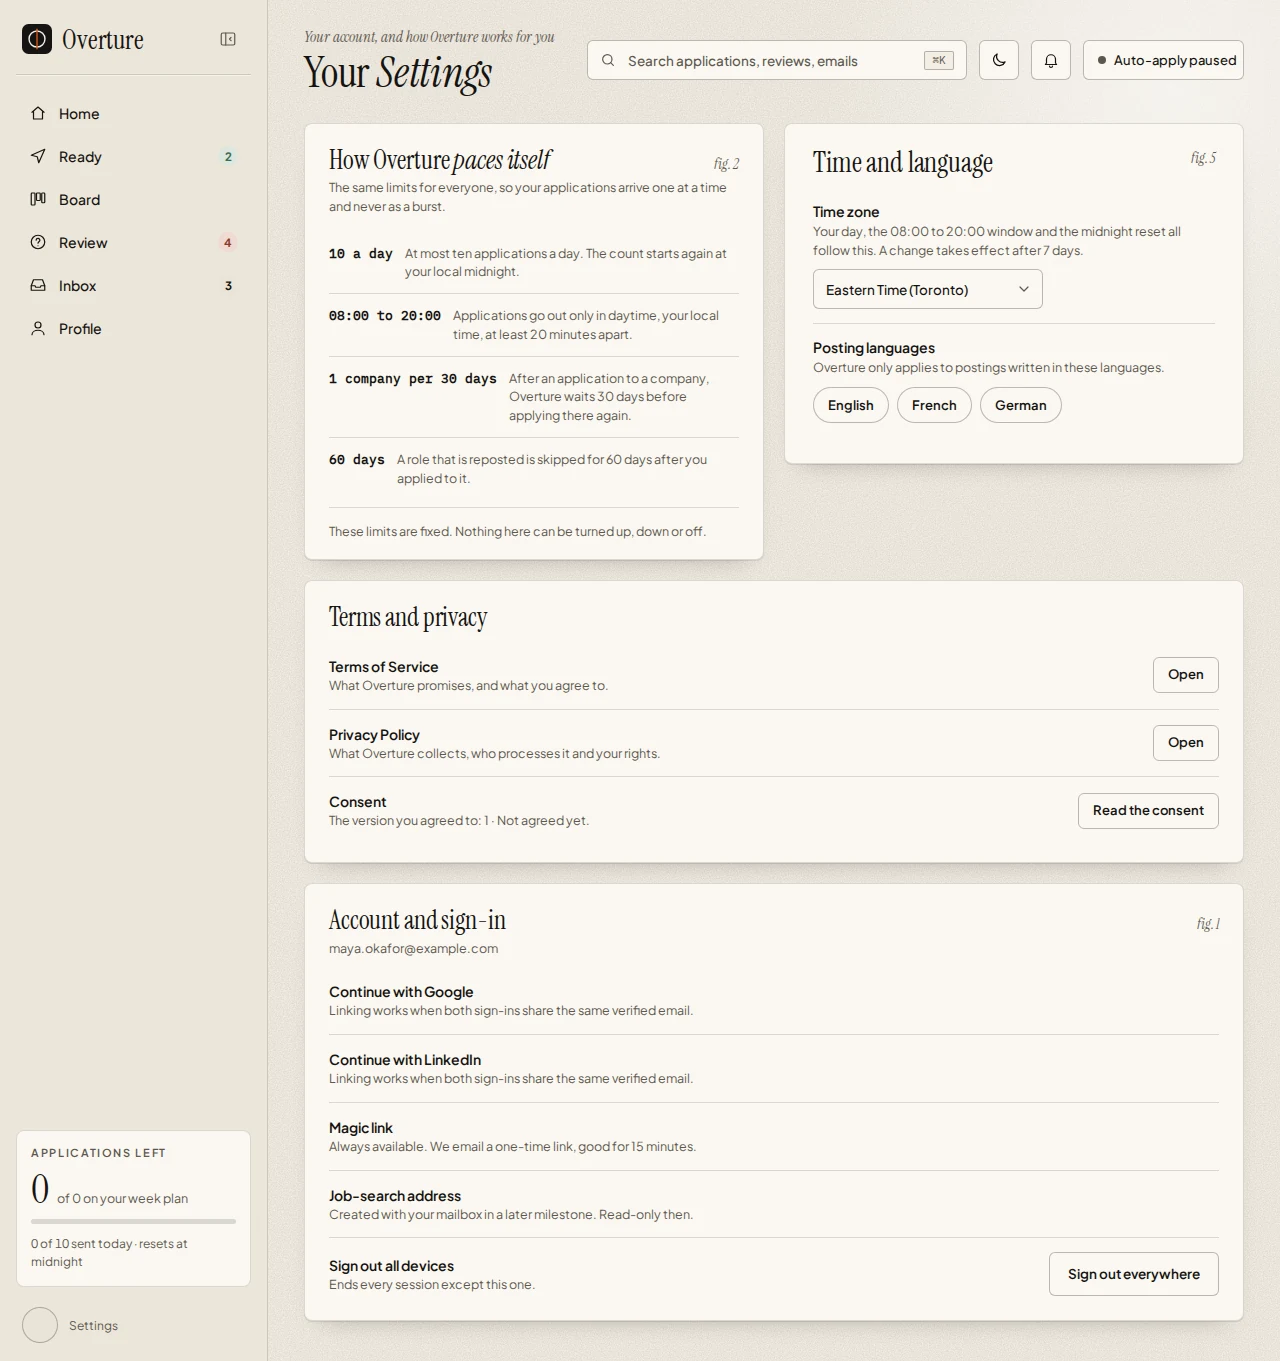 Overture
Home
Ready 2
Board
Review 4
Inbox 3
Profile
APPLICATIONS LEFT
0 of 0 on your week plan
0 of 10 sent today · resets at
midnight
Settings
Your account, and how Overture works for you
Your Settings
Search applications, reviews, emails ⌘K
Auto-apply paused
How Overture paces itself
fig. 2
The same limits for everyone, so your applications arrive one at a time
and never as a burst.
10 a day At most ten applications a day. The count starts again at
your local midnight.
08:00 to 20:00 Applications go out only in daytime, your local
time, at least 20 minutes apart.
1 company per 30 days After an application to a company,
Overture waits 30 days before
applying there again.
60 days A role that is reposted is skipped for 60 days after you
applied to it.
These limits are fixed. Nothing here can be turned up, down or off.
Time and language
fig. 5
Time zone
Your day, the 08:00 to 20:00 window and the midnight reset all
follow this. A change takes effect after 7 days.
Eastern Time (Toronto)
Posting languages
Overture only applies to postings written in these languages.
English French German
Terms and privacy
Terms of Service
What Overture promises, and what you agree to.
Open
Privacy Policy
What Overture collects, who processes it and your rights.
Open
Consent
The version you agreed to: 1 · Not agreed yet.
Read the consent
Account and sign-in
fig. 1
maya.okafor@example.com
Continue with Google
Linking works when both sign-ins share the same verified email.
Continue with LinkedIn
Linking works when both sign-ins share the same verified email.
Magic link
Always available. We email a one-time link, good for 15 minutes.
Job-search address
Created with your mailbox in a later milestone. Read-only then.
Sign out all devices
Ends every session except this one.
Sign out everywhere